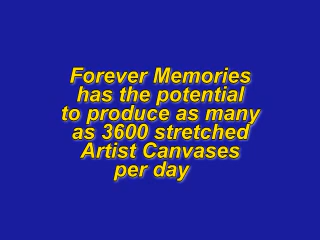 Forever Memories
has the potential
to produce as many
as 3600 stretched
Artist Canvases
per day